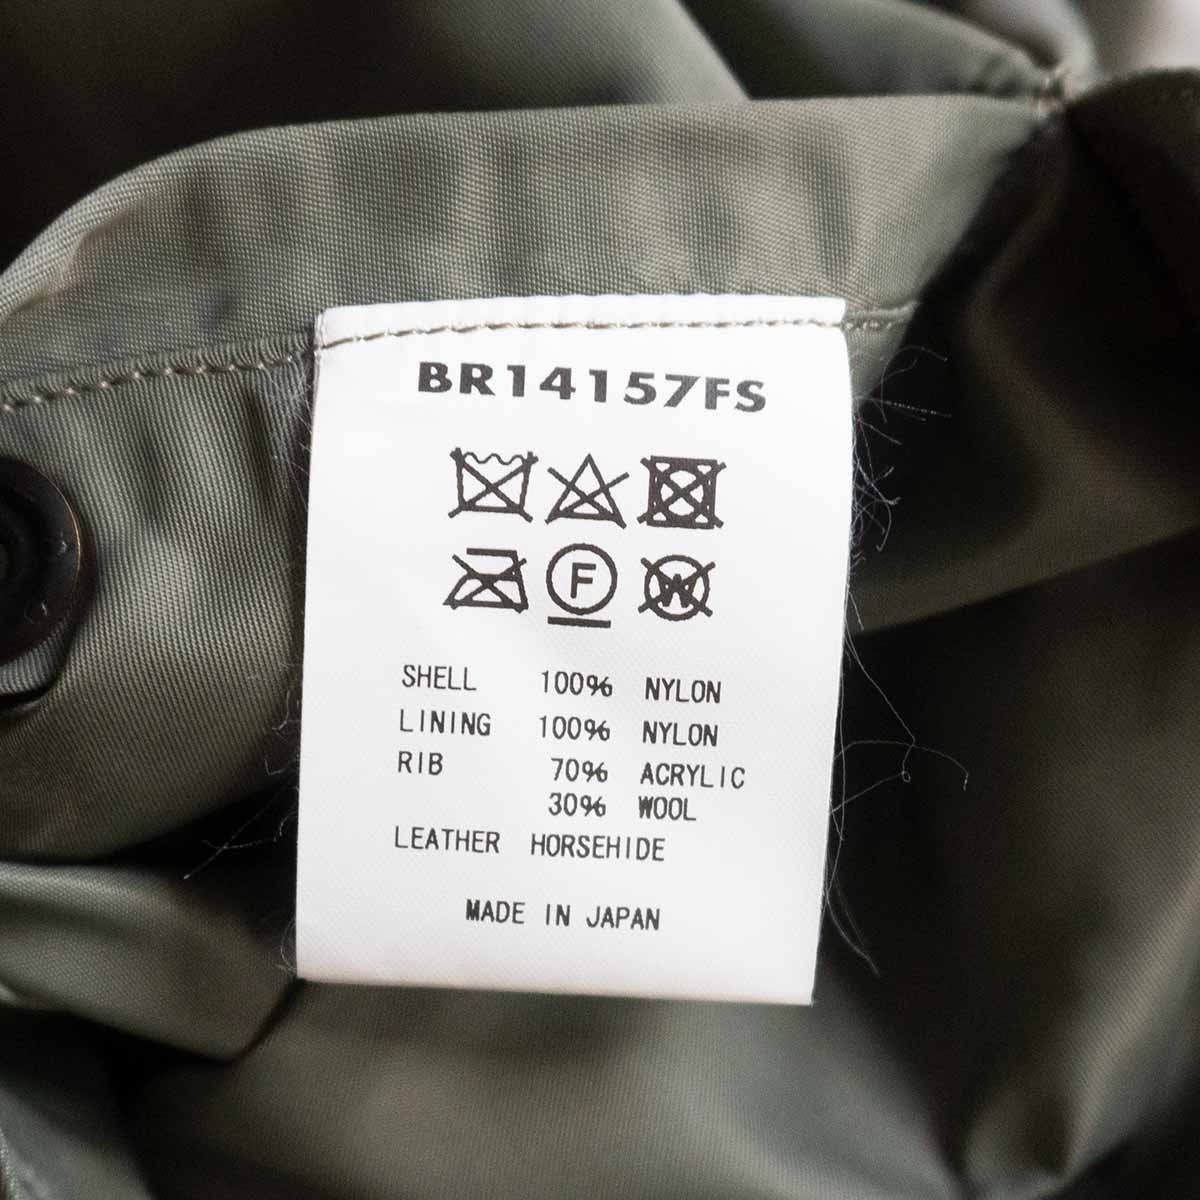 BR14157FS
F
W
SHELL 100% NYLON
LINING 100% NYLON
RIB 70% ACRYLIC
30% WOOL
LEATHER HORSEHIDE
MADE IN JAPAN